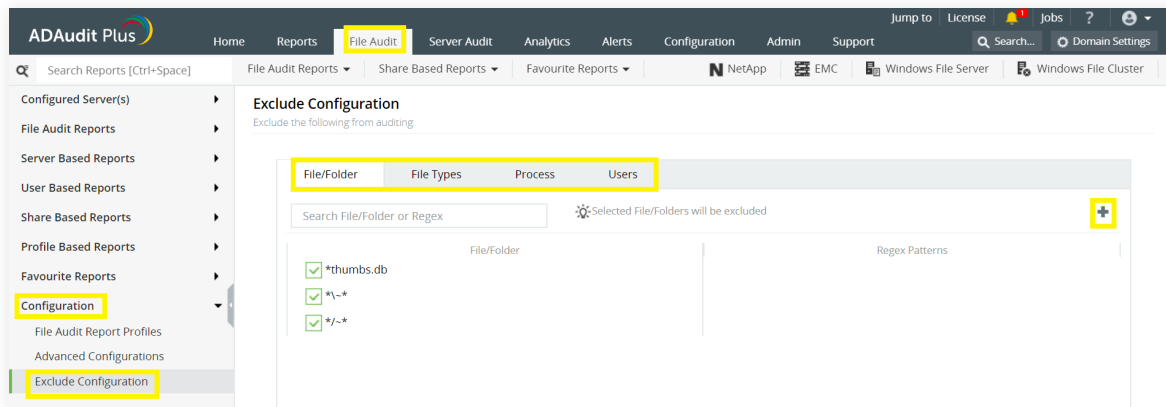 Jump to License 1 Jobs ?
ADAudit Plus
Home Reports File Audit Server Audit Analytics Alerts Configuration Admin Support Search... Domain Settings
Search Reports [Ctrl+Space] File Audit Reports Share Based Reports Favourite Reports N NetApp EMC Windows File Server Windows File Cluster
Configured Server(s)
File Audit Reports
Server Based Reports
User Based Reports
Share Based Reports
Profile Based Reports
Favourite Reports
Configuration
File Audit Report Profiles
Advanced Configurations
Exclude Configuration
Exclude Configuration
Exclude the following from auditing.
File/Folder File Types Process Users
Search File/Folder or Regex Selected File/Folders will be excluded +
File/Folder Regex Patterns
*thumbs.db
*\~*
*/~*